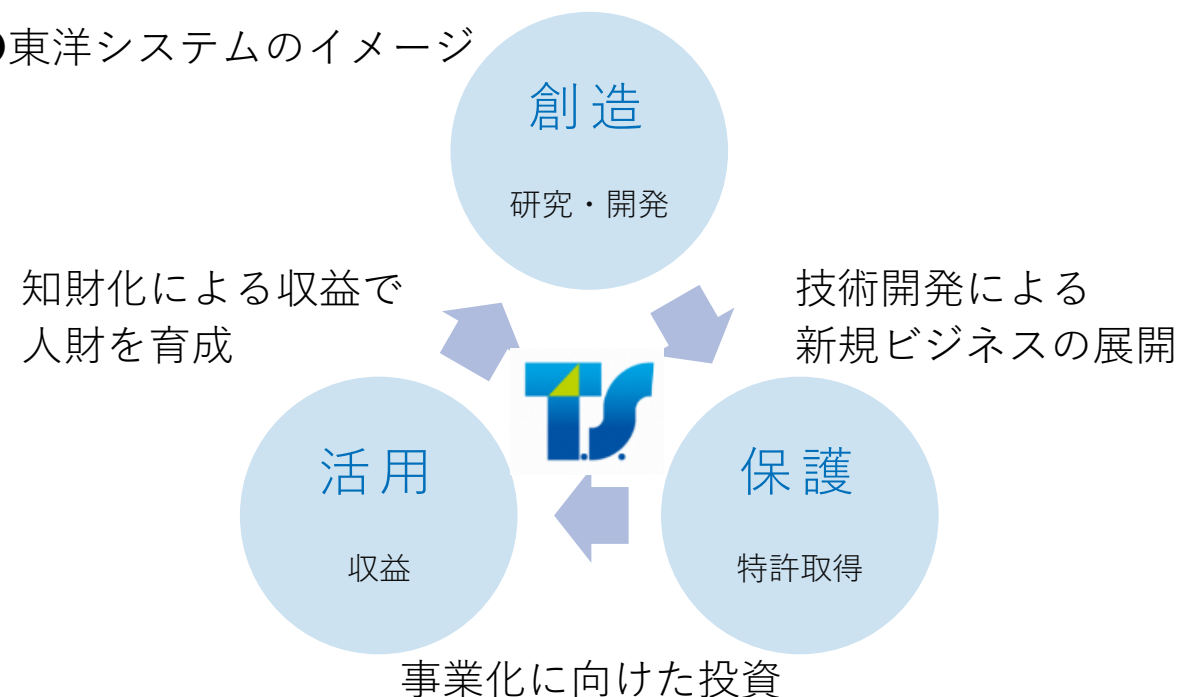 ●東洋システムのイメージ
創造
研究・開発
知財化による収益で
人財を育成
技術開発による
新規ビジネスの展開
T.S.
活用
収益
保護
特許取得
事業化に向けた投資